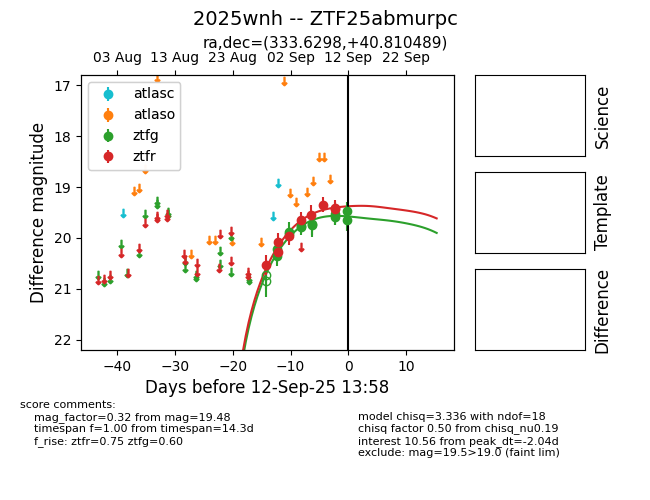 2025wnh -- ZTF25abmurpc
ra,dec=(333.6298,+40.810489)
03 Aug 13 Aug 23 Aug 02 Sep 12 Sep 22 Sep
17
18
19
20
21
22
Difference magnitude
atlasc
atlaso
ztfg
ztfr
−40 −30 −20 −10 0 10
Days before 12-Sep-25 13:58
Science
Template
Difference
score comments:
mag_factor=0.32 from mag=19.48
timespan f=1.00 from timespan=14.3d
f_rise: ztfr=0.75 ztfg=0.60
model chisq=3.336 with ndof=18
chisq factor 0.50 from chisq_nu0.19
interest 10.56 from peak_dt=-2.04d
exclude: mag=19.5>19.0 (faint lim)